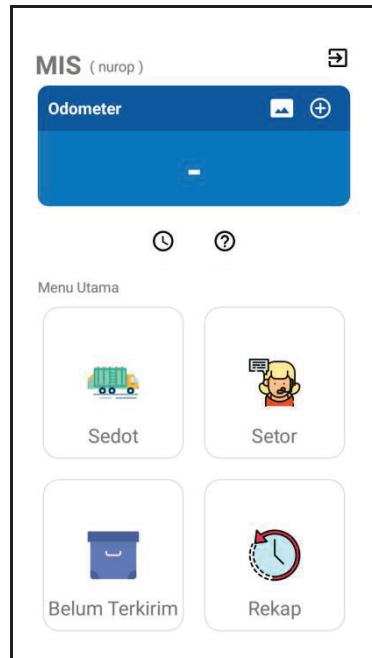 MIS ( nurop )
Odometer
-
Menu Utama
Sedot
Setor
Belum Terkirim
Rekap